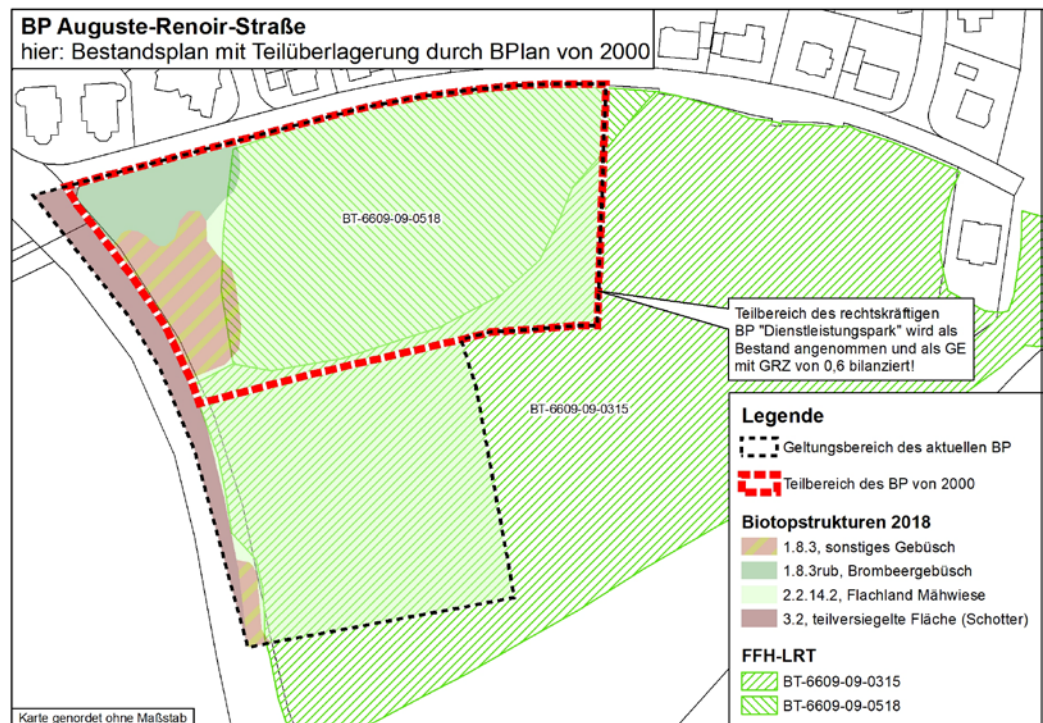 BP Auguste-Renoir-Straße
hier: Bestandsplan mit Teilüberlagerung durch BPlan von 2000
BT-6609-09-0518
Teilbereich des rechtskräftigen
BP "Dienstleistungspark" wird als
Bestand angenommen und als GE
mit GRZ von 0,6 bilanziert!
BT-6609-09-0315
Legende
Geltungsbereich des aktuellen BP
Teilbereich des BP von 2000
Biotopstrukturen 2018
1.8.3, sonstiges Gebüsch
1.8.3rub, Brombeergebüsch
2.2.14.2, Flachland Mähwiese
3.2, teilversiegelte Fläche (Schotter)
FFH-LRT
BT-6609-09-0315
BT-6609-09-0518
Karte genordet ohne Maßstab